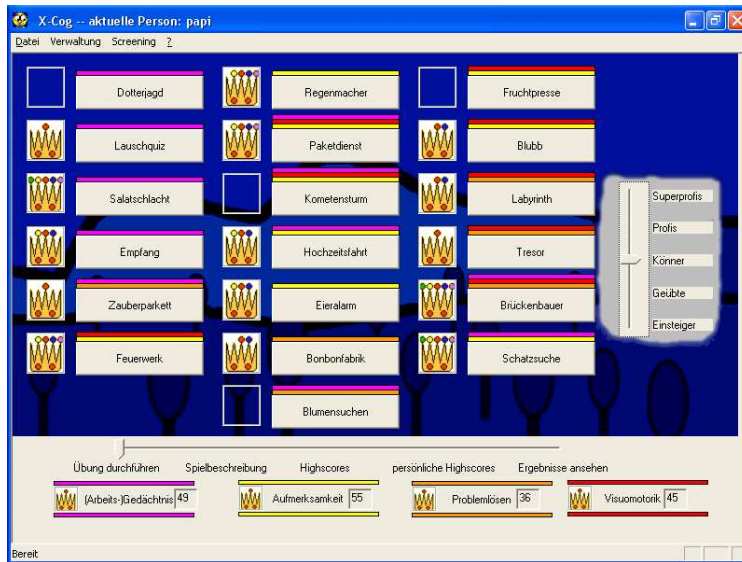 X-Cog -- aktuelle Person: papi
Datei Verwaltung Screening ?
Dotterjagd Regenmacher Fruchtpresse
Lauschquiz Paketdienst Blubb
Salatschlacht Kometensturm Labyrinth
Empfang Hochzeitsfahrt Tresor
Zauberparkett Eieralarm Brückenbauer
Feuerwerk Bonbonfabrik Schatzsuche
Blumensuchen
Superprofis
Profis
Könner
Geübte
Einsteiger
Übung durchführen Spielbeschreibung Highscores persönliche Highscores Ergebnisse ansehen
(Arbeits-)Gedächtnis 49 Aufmerksamkeit 55 Problemlösen 36 Visuomotorik 45
Bereit